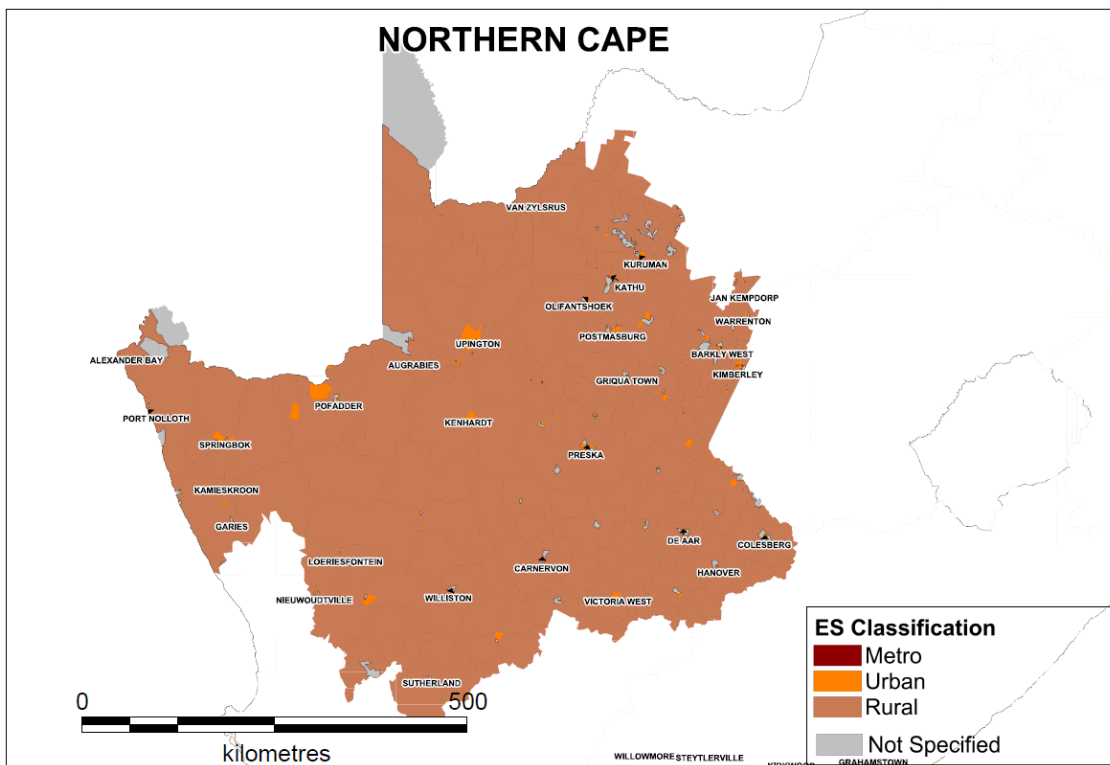 NORTHERN CAPE
VAN ZYLSRUS
KURUMAN
KATHU
JAN KEMPDORP
OLIFANTSHOEK
WARRENTON
POSTMASBURG
UPINGTON
BARKLY WEST
ALEXANDER BAY
AUGRABIES
KIMBERLEY
GRIQUA TOWN
POFADDER
PORT NOLLOTH
KENHARDT
SPRINGBOK
PRESKA
KAMIESKROON
GARIES
DE AAR
COLESBERG
LOERIESFONTEIN
CARNERVON
HANOVER
NIEUWOUDTVILLE
WILLISTON
VICTORIA WEST
SUTHERLAND
ES Classification
Metro
Urban
Rural
Not Specified
0 500
kilometres
WILLOWMORE STEYTLERVILLE
KIRKWOOD
GRAHAMSTOWN